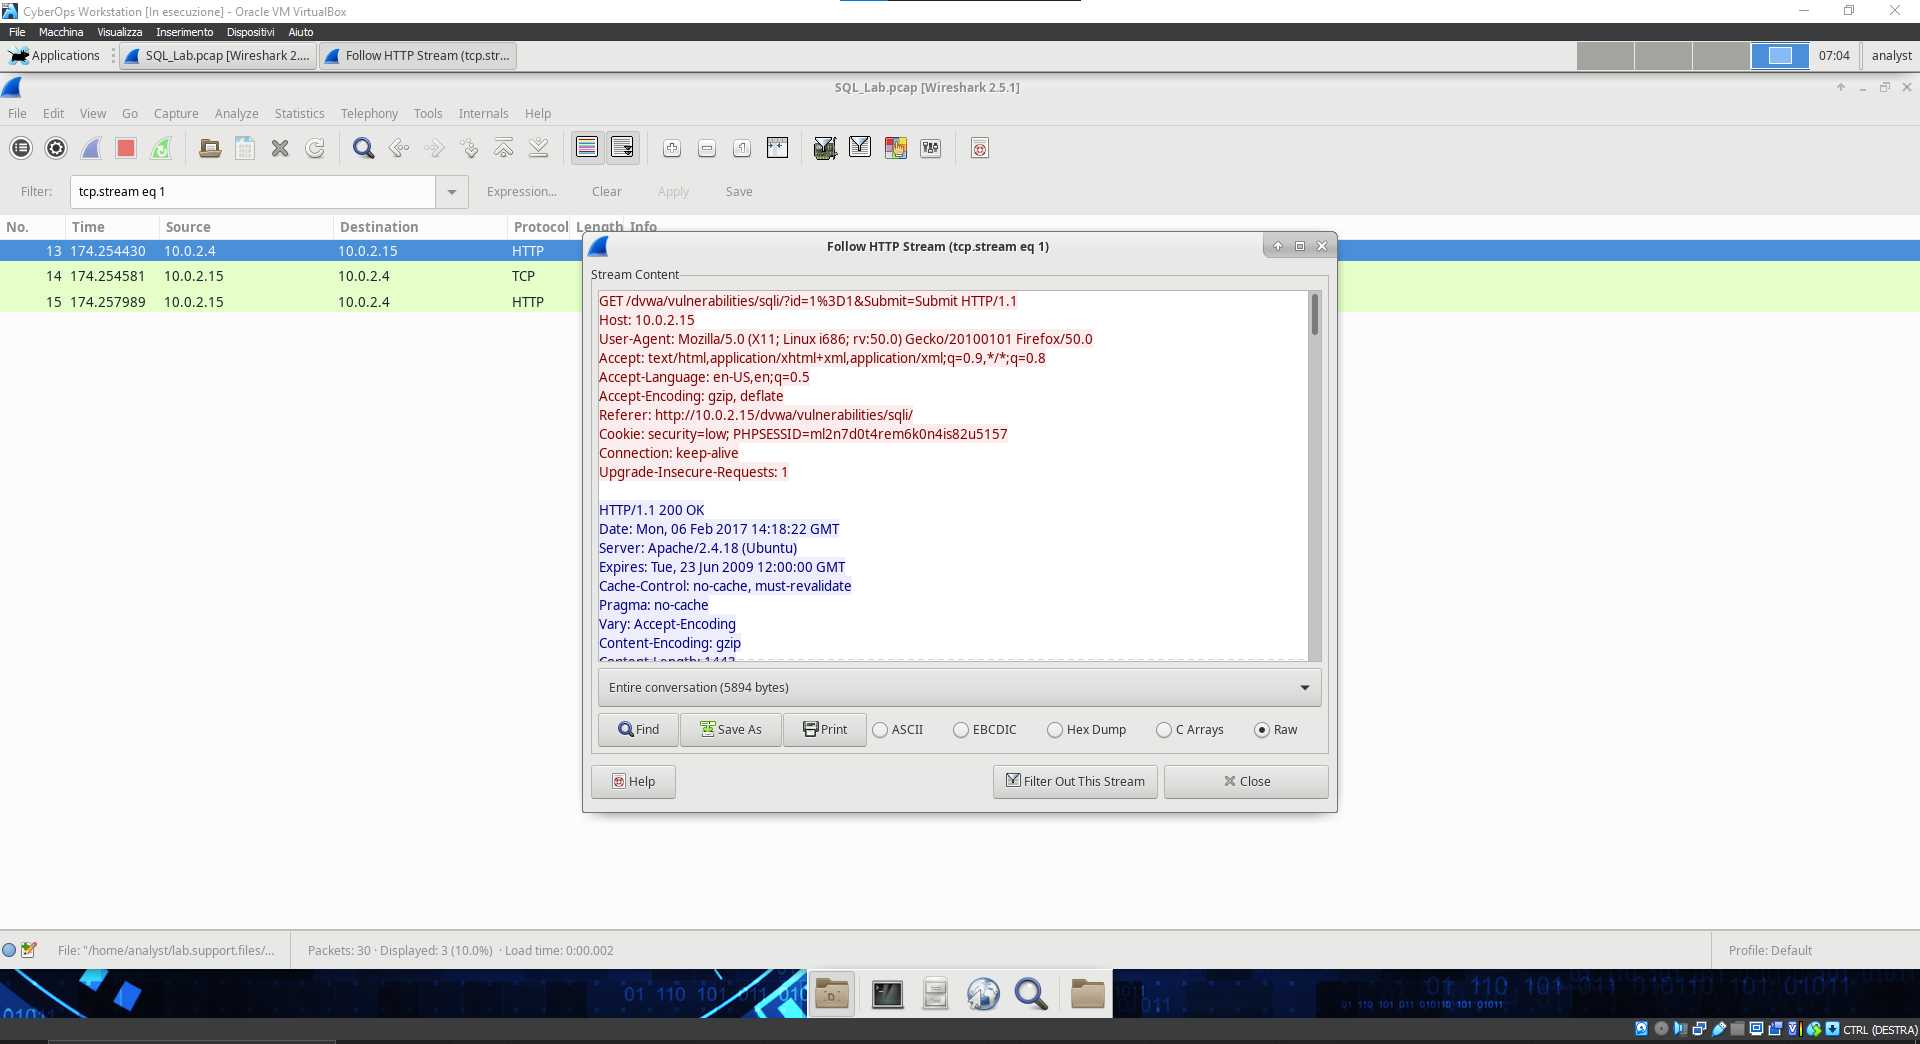 CyberOps Workstation [In esecuzione] - Oracle VM VirtualBox
File Macchina Visualizza Inserimento Dispositivi Aiuto
Applications SQL_Lab.pcap [Wireshark 2.... Follow HTTP Stream (tcp.str... 07:04 analyst
SQL_Lab.pcap [Wireshark 2.5.1]
File Edit View Go Capture Analyze Statistics Telephony Tools Internals Help
Filter: tcp.stream eq 1 Expression... Clear Apply Save
No. Time Source Destination Protocol Length Info
13 174.254430 10.0.2.4 10.0.2.15 HTTP
14 174.254581 10.0.2.15 10.0.2.4 TCP
15 174.257989 10.0.2.15 10.0.2.4 HTTP
Follow HTTP Stream (tcp.stream eq 1)
Stream Content
GET /dvwa/vulnerabilities/sqli/?id=1%3D1&Submit=Submit HTTP/1.1
Host: 10.0.2.15
User-Agent: Mozilla/5.0 (X11; Linux i686; rv:50.0) Gecko/20100101 Firefox/50.0
Accept: text/html,application/xhtml+xml,application/xml;q=0.9,*/*;q=0.8
Accept-Language: en-US,en;q=0.5
Accept-Encoding: gzip, deflate
Referer: http://10.0.2.15/dvwa/vulnerabilities/sqli/
Cookie: security=low; PHPSESSID=ml2n7d0t4rem6k0n4is82u5157
Connection: keep-alive
Upgrade-Insecure-Requests: 1
HTTP/1.1 200 OK
Date: Mon, 06 Feb 2017 14:18:22 GMT
Server: Apache/2.4.18 (Ubuntu)
Expires: Tue, 23 Jun 2009 12:00:00 GMT
Cache-Control: no-cache, must-revalidate
Pragma: no-cache
Vary: Accept-Encoding
Content-Encoding: gzip
Content-Length: 1443
Entire conversation (5894 bytes)
Find Save As Print ASCII EBCDIC Hex Dump C Arrays Raw
Help Filter Out This Stream Close
File: "/home/analyst/lab.support.files/... Packets: 30 · Displayed: 3 (10.0%) · Load time: 0:00.002 Profile: Default
CTRL (DESTRA)